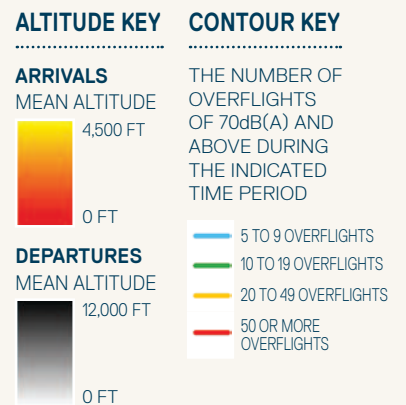 ALTITUDE KEY
ARRIVALS
MEAN ALTITUDE
4,500 FT
0 FT
DEPARTURES
MEAN ALTITUDE
12,000 FT
0 FT
CONTOUR KEY
THE NUMBER OF
OVERFLIGHTS
OF 70dB(A) AND
ABOVE DURING
THE INDICATED
TIME PERIOD
5 TO 9 OVERFLIGHTS
10 TO 19 OVERFLIGHTS
20 TO 49 OVERFLIGHTS
50 OR MORE
OVERFLIGHTS